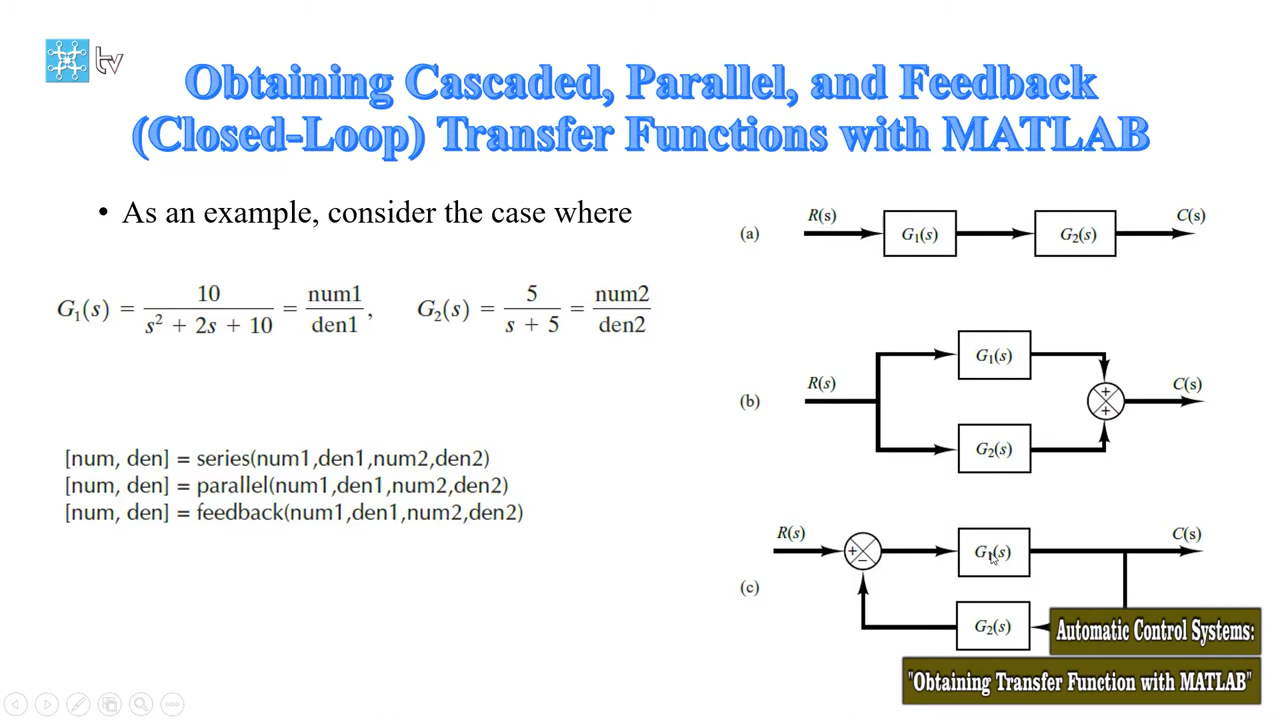 tv
Obtaining Cascaded, Parallel, and Feedback
(Closed-Loop) Transfer Functions with MATLAB
• As an example, consider the case where
G₁(s) = 10 / (s² + 2s + 10) = num1 / den1 , G₂(s) = 5 / (s + 5) = num2 / den2
[num, den] = series(num1,den1,num2,den2)
[num, den] = parallel(num1,den1,num2,den2)
[num, den] = feedback(num1,den1,num2,den2)
(a) R(s) G₁(s) G₂(s) C(s)
G₁(s)
(b) R(s) + + C(s)
G₂(s)
R(s) + − G₁(s) C(s)
(c)
G₂(s)
Automatic Control Systems:
"Obtaining Transfer Function with MATLAB"